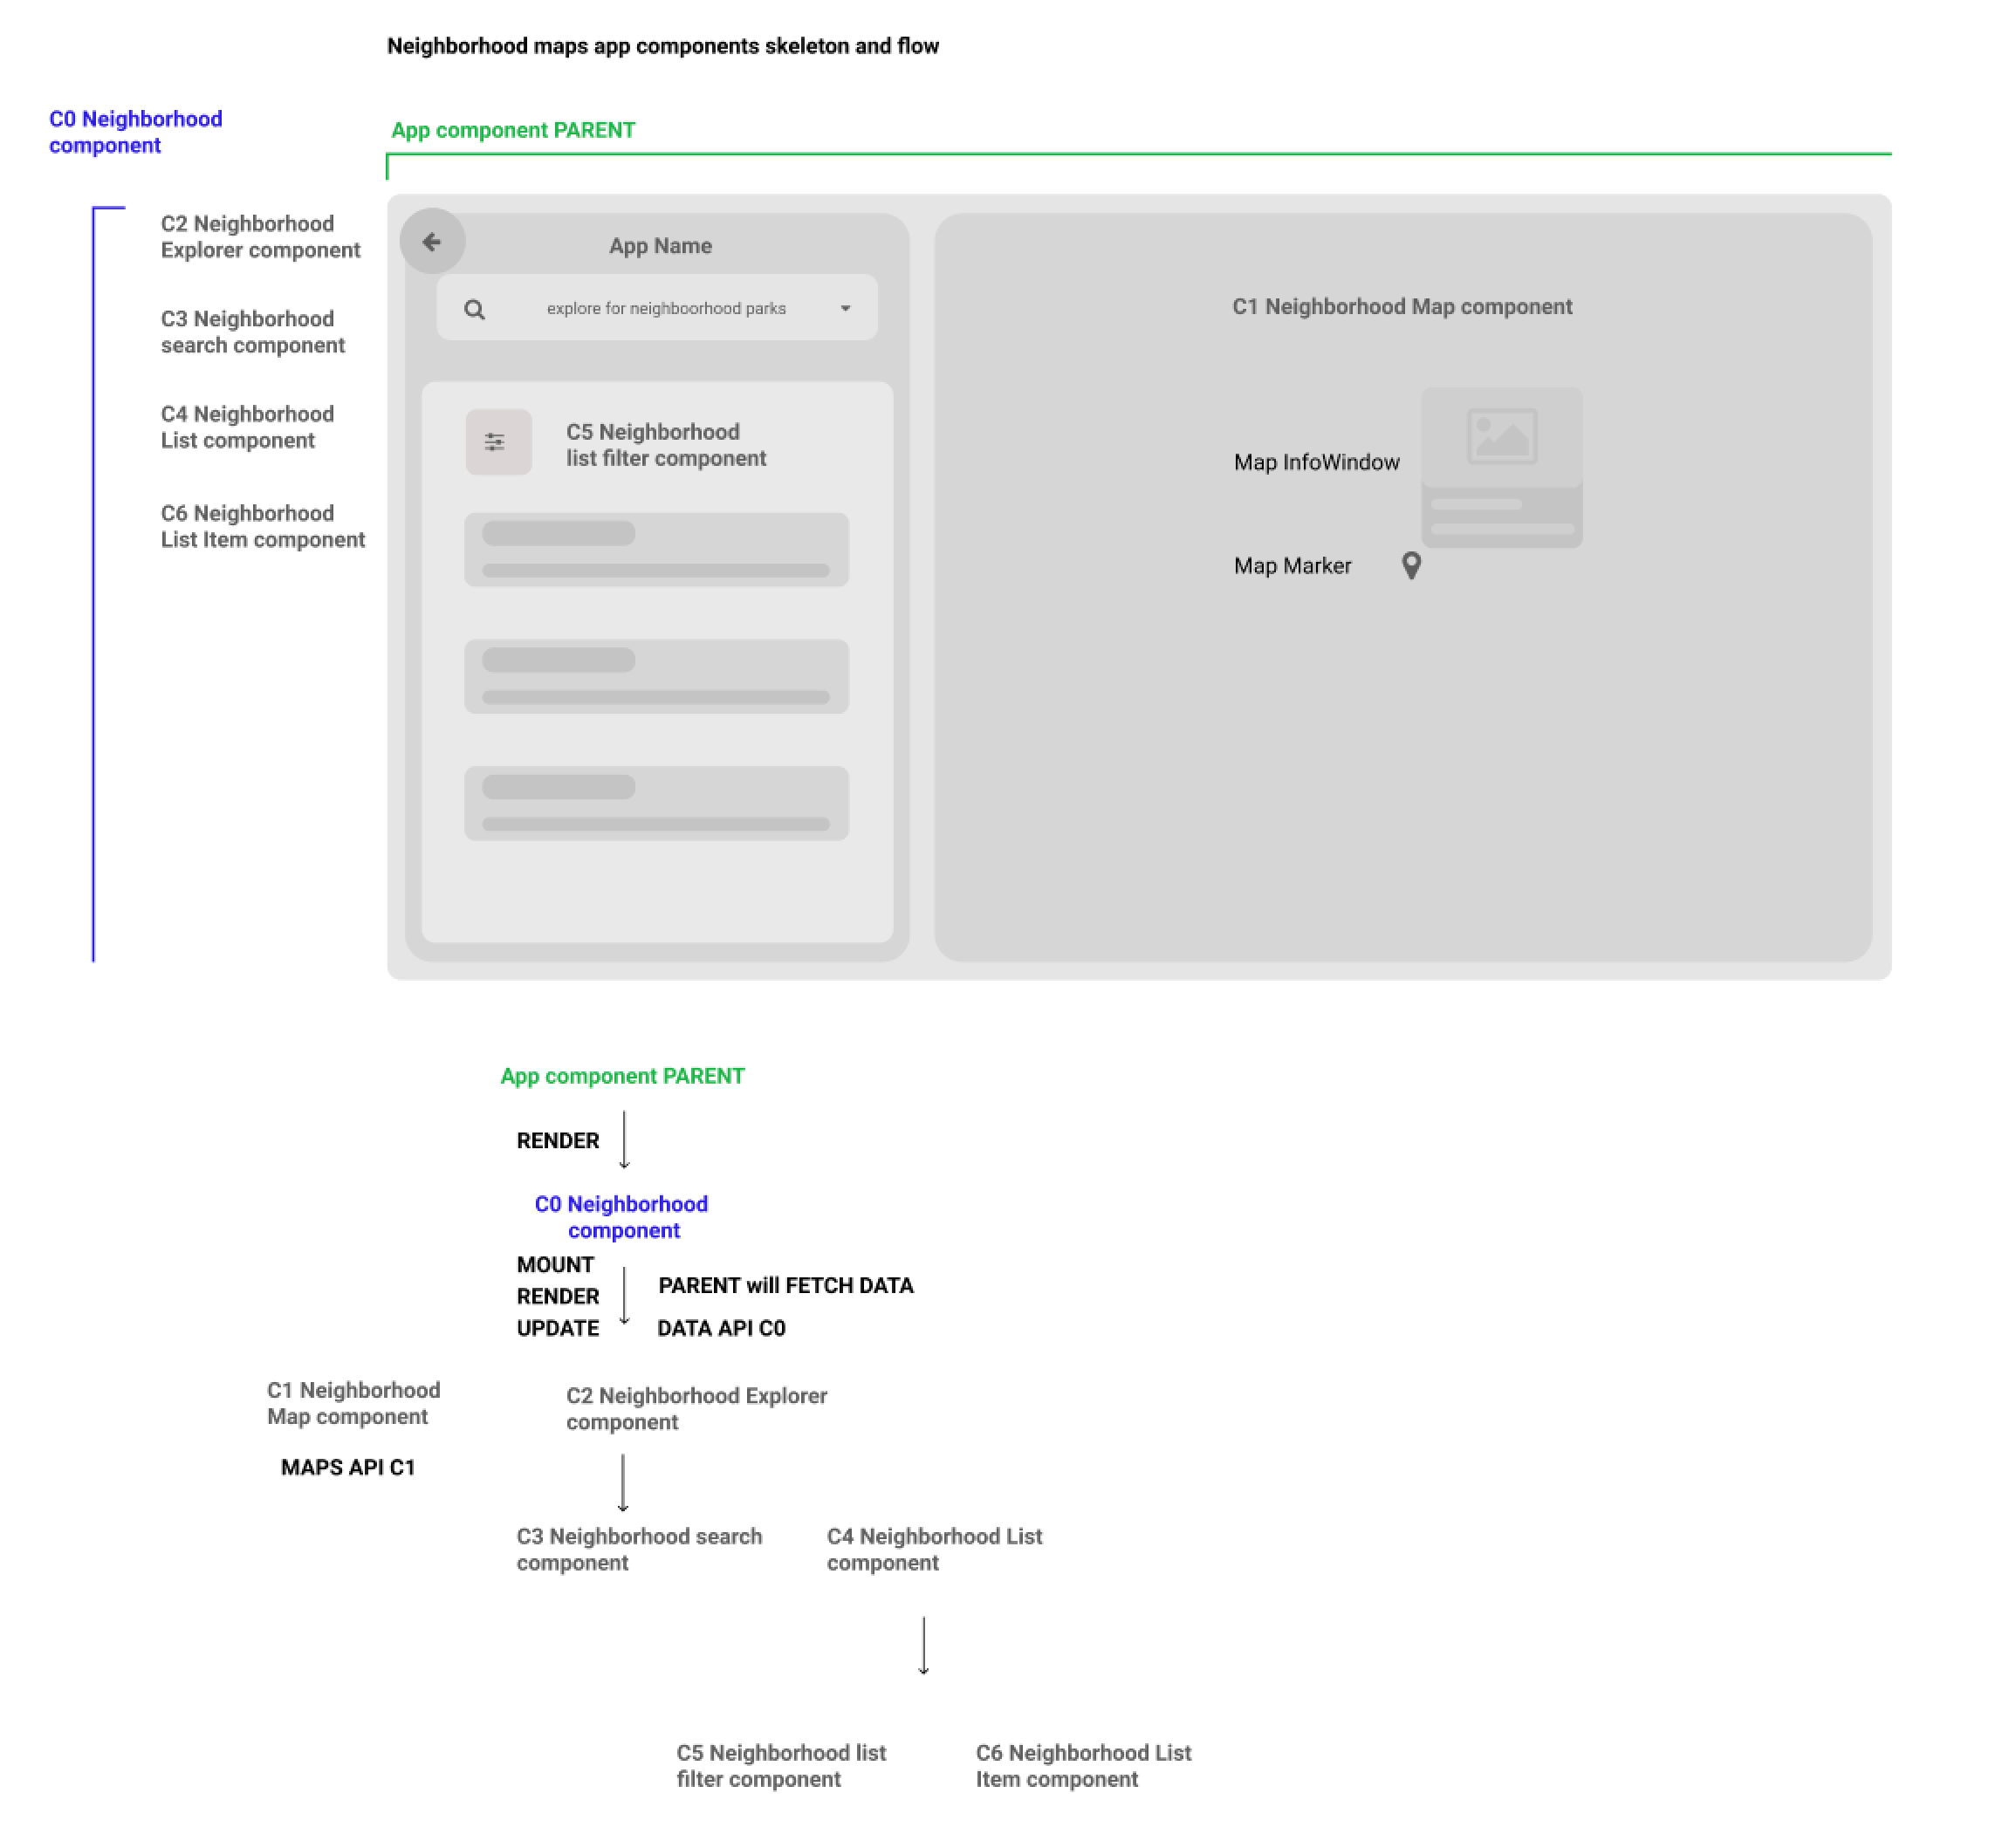 Neighborhood maps app components skeleton and flow
C0 Neighborhood
component
App component PARENT
C2 Neighborhood
Explorer component
C3 Neighborhood
search component
C4 Neighborhood
List component
C6 Neighborhood
List Item component
App Name
explore for neighboorhood parks
C5 Neighborhood
list filter component
C1 Neighborhood Map component
Map InfoWindow
Map Marker
App component PARENT
RENDER
C0 Neighborhood
component
MOUNT
RENDER
UPDATE
PARENT will FETCH DATA
DATA API C0
C1 Neighborhood
Map component
MAPS API C1
C2 Neighborhood Explorer
component
C3 Neighborhood search
component
C4 Neighborhood List
component
C5 Neighborhood list
filter component
C6 Neighborhood List
Item component